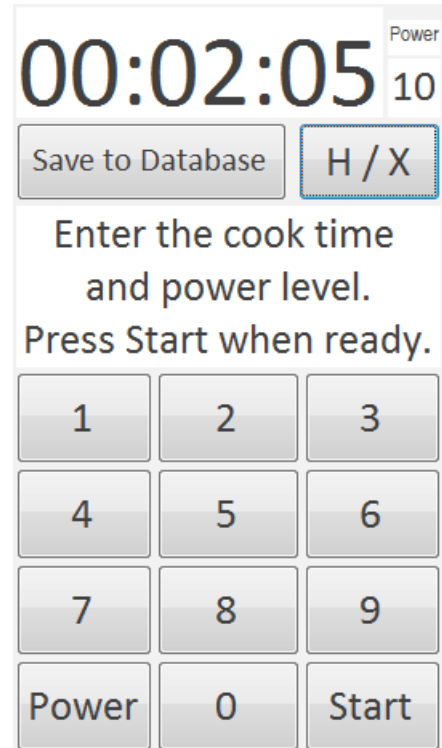 00:02:05
Power
10
Save to Database
H / X
Enter the cook time
and power level.
Press Start when ready.
1 2 3
4 5 6
7 8 9
Power 0 Start